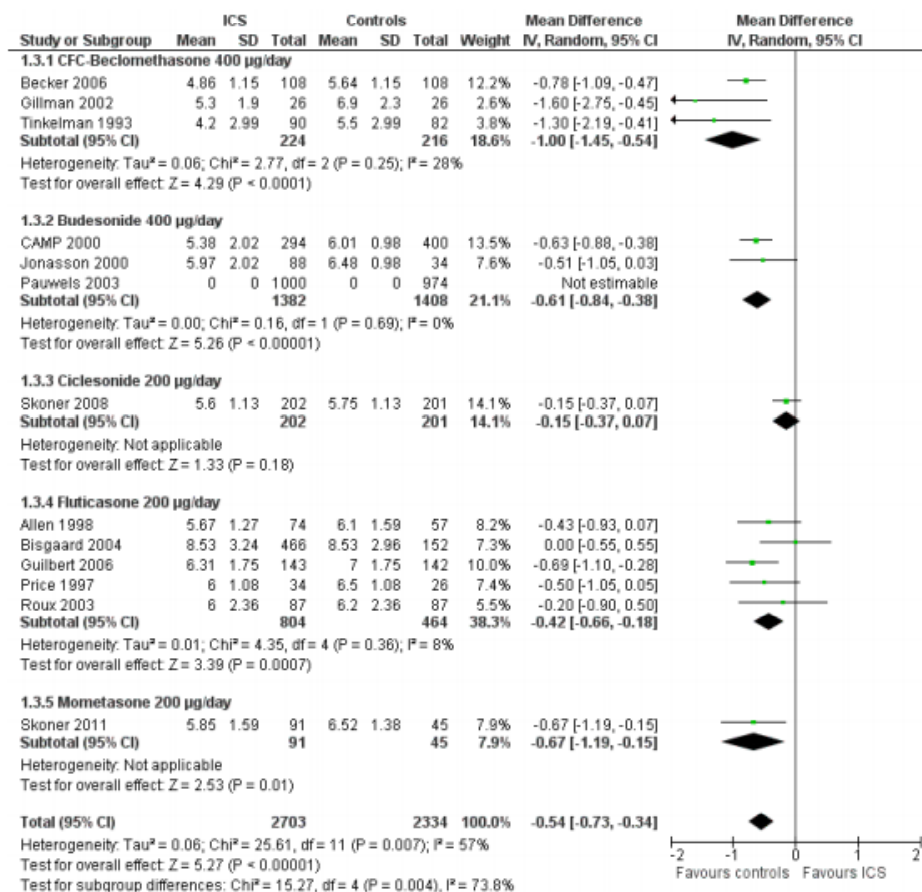 ICS Controls Mean Difference Mean Difference
Study or Subgroup Mean SD Total Mean SD Total Weight IV, Random, 95% CI IV, Random, 95% CI
1.3.1 CFC-Beclomethasone 400 µg/day
Becker 2006 4.86 1.15 108 5.64 1.15 108 12.2% -0.78 [-1.09, -0.47]
Gillman 2002 5.3 1.9 26 6.9 2.3 26 2.6% -1.60 [-2.75, -0.45]
Tinkelman 1993 4.2 2.99 90 5.5 2.99 82 3.8% -1.30 [-2.19, -0.41]
Subtotal (95% CI) 224 216 18.6% -1.00 [-1.45, -0.54]
Heterogeneity: Tau² = 0.06; Chi² = 2.77, df = 2 (P = 0.25); I² = 28%
Test for overall effect: Z = 4.29 (P < 0.0001)
1.3.2 Budesonide 400 µg/day
CAMP 2000 5.38 2.02 294 6.01 0.98 400 13.5% -0.63 [-0.88, -0.38]
Jonasson 2000 5.97 2.02 88 6.48 0.98 34 7.6% -0.51 [-1.05, 0.03]
Pauwels 2003 0 0 1000 0 0 974 Not estimable
Subtotal (95% CI) 1382 1408 21.1% -0.61 [-0.84, -0.38]
Heterogeneity: Tau² = 0.00; Chi² = 0.16, df = 1 (P = 0.69); I² = 0%
Test for overall effect: Z = 5.26 (P < 0.00001)
1.3.3 Ciclesonide 200 µg/day
Skoner 2008 5.6 1.13 202 5.75 1.13 201 14.1% -0.15 [-0.37, 0.07]
Subtotal (95% CI) 202 201 14.1% -0.15 [-0.37, 0.07]
Heterogeneity: Not applicable
Test for overall effect: Z = 1.33 (P = 0.18)
1.3.4 Fluticasone 200 µg/day
Allen 1998 5.67 1.27 74 6.1 1.59 57 8.2% -0.43 [-0.93, 0.07]
Bisgaard 2004 8.53 3.24 466 8.53 2.96 152 7.3% 0.00 [-0.55, 0.55]
Guilbert 2006 6.31 1.75 143 7 1.75 142 10.0% -0.69 [-1.10, -0.28]
Price 1997 6 1.08 34 6.5 1.08 26 7.4% -0.50 [-1.05, 0.05]
Roux 2003 6 2.36 87 6.2 2.36 87 5.5% -0.20 [-0.90, 0.50]
Subtotal (95% CI) 804 464 38.3% -0.42 [-0.66, -0.18]
Heterogeneity: Tau² = 0.01; Chi² = 4.35, df = 4 (P = 0.36); I² = 8%
Test for overall effect: Z = 3.39 (P = 0.0007)
1.3.5 Mometasone 200 µg/day
Skoner 2011 5.85 1.59 91 6.52 1.38 45 7.9% -0.67 [-1.19, -0.15]
Subtotal (95% CI) 91 45 7.9% -0.67 [-1.19, -0.15]
Heterogeneity: Not applicable
Test for overall effect: Z = 2.53 (P = 0.01)
Total (95% CI) 2703 2334 100.0% -0.54 [-0.73, -0.34]
Heterogeneity: Tau² = 0.06; Chi² = 25.61, df = 11 (P = 0.007); I² = 57%
Test for overall effect: Z = 5.27 (P < 0.00001)
Test for subgroup differences: Chi² = 15.27, df = 4 (P = 0.004), I² = 73.8%
-2 -1 0 1 2
Favours controls Favours ICS